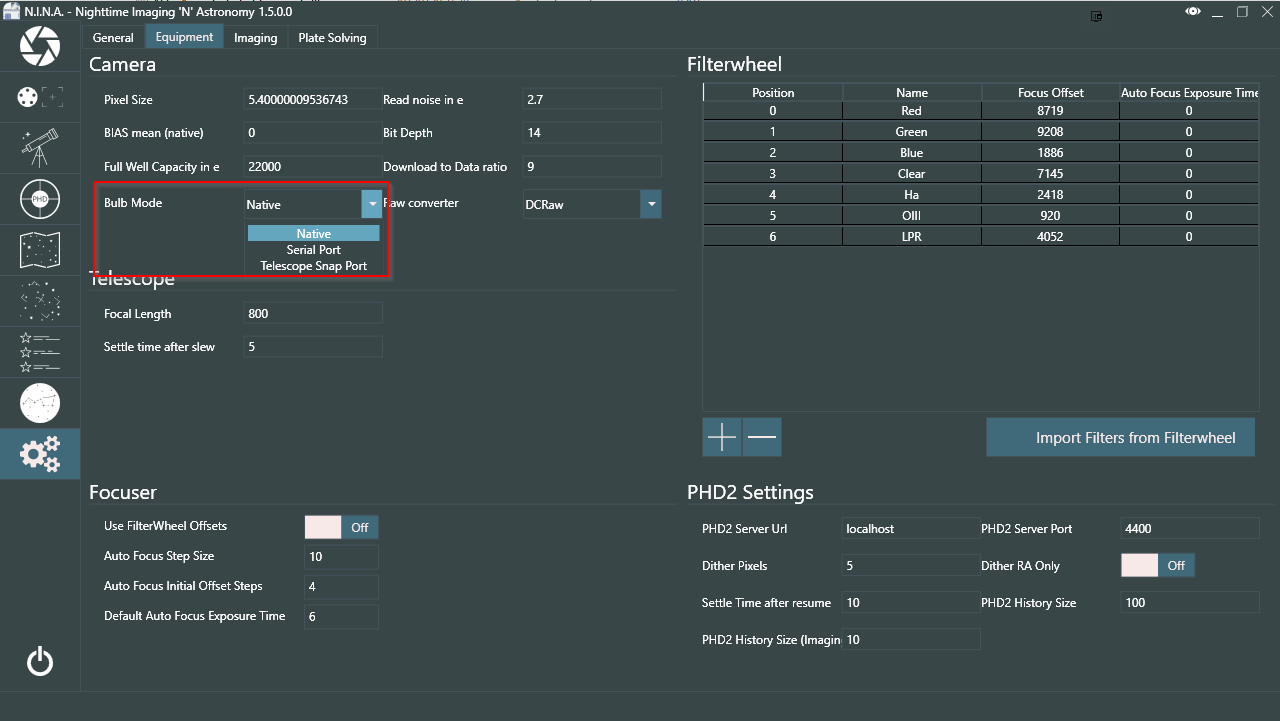 N.I.N.A. - Nighttime Imaging 'N' Astronomy 1.5.0.0
General Equipment Imaging Plate Solving
Camera
Pixel Size 5.40000009536743 Read noise in e 2.7
BIAS mean (native) 0 Bit Depth 14
Full Well Capacity in e 22000 Download to Data ratio 9
Bulb Mode Native Raw converter DCRaw
Native
Serial Port
Telescope Snap Port
Telescope
Focal Length 800
Settle time after slew 5
Filterwheel
Position Name Focus Offset Auto Focus Exposure Time
0 Red 8719 0
1 Green 9208 0
2 Blue 1886 0
3 Clear 7145 0
4 Ha 2418 0
5 OIII 920 0
6 LPR 4052 0
Import Filters from Filterwheel
PHD
Focuser
Use FilterWheel Offsets Off
Auto Focus Step Size 10
Auto Focus Initial Offset Steps 4
Default Auto Focus Exposure Time 6
PHD2 Settings
PHD2 Server Url localhost PHD2 Server Port 4400
Dither Pixels 5 Dither RA Only Off
Settle Time after resume 10 PHD2 History Size 100
PHD2 History Size (Imagin 10